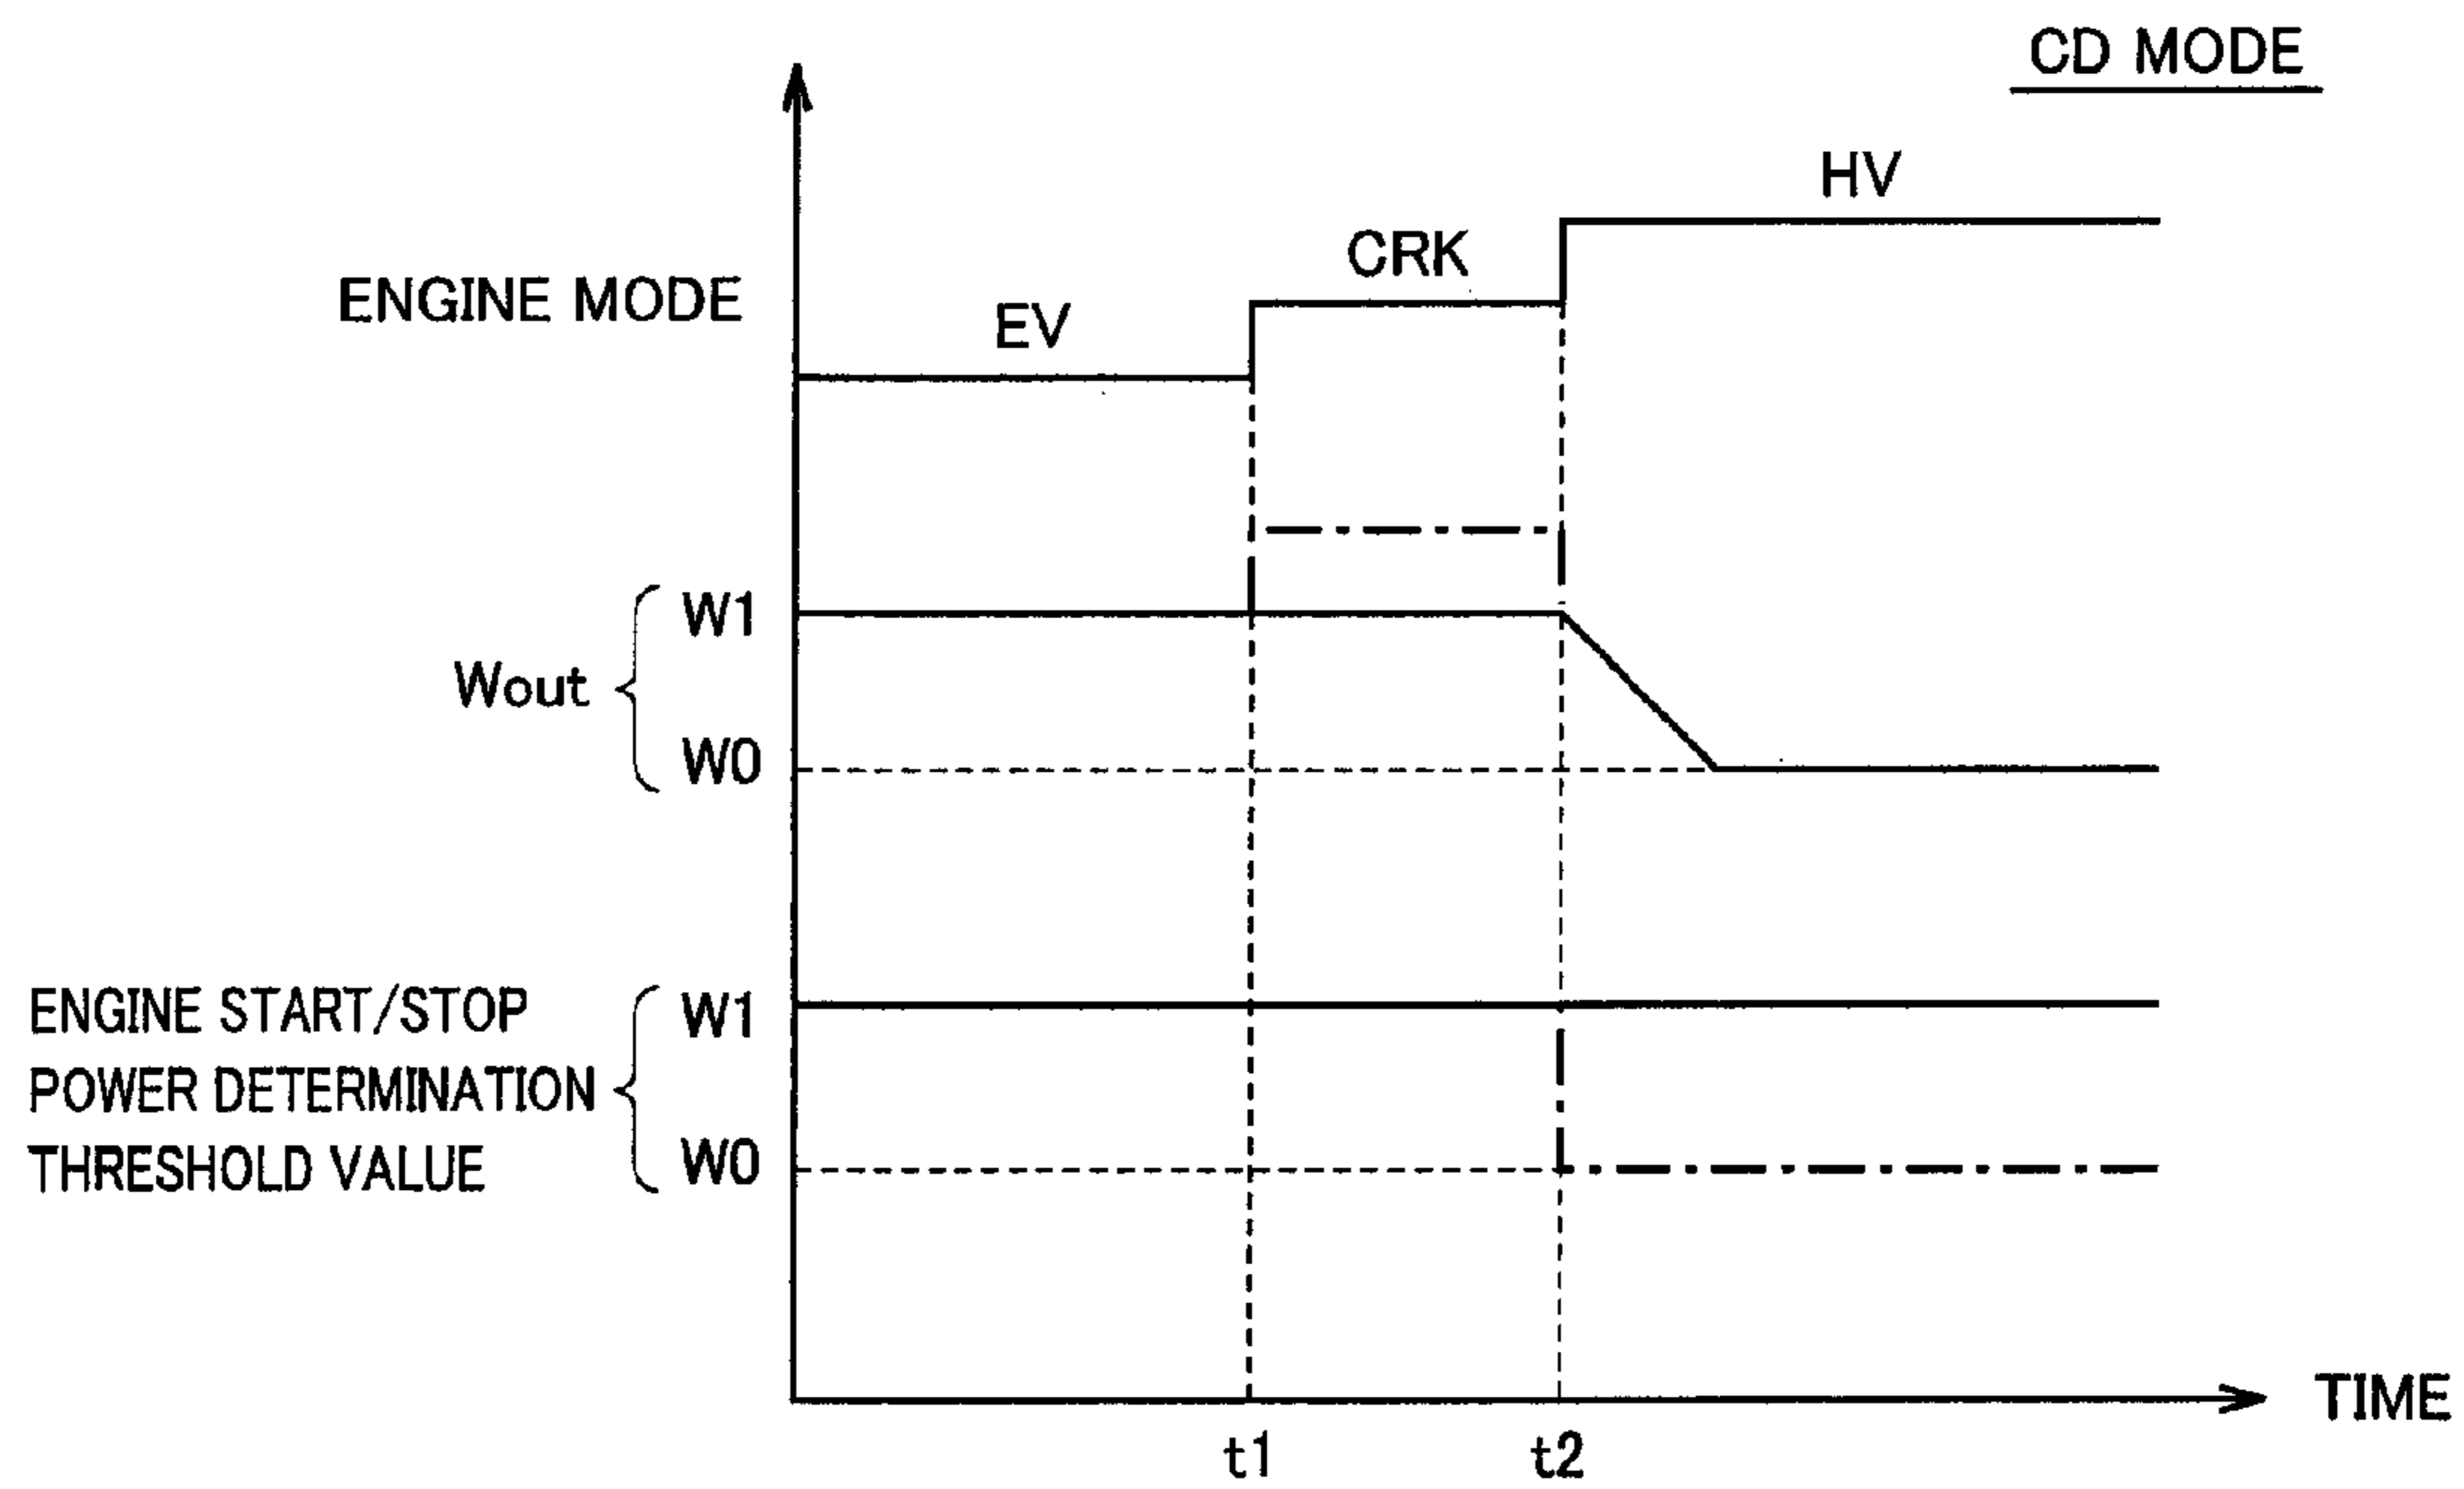 CD MODE
HV
CRK
ENGINE MODE
EV
W1
Wout
W0
ENGINE START/STOP
POWER DETERMINATION
THRESHOLD VALUE
W1
W0
TIME
t1
t2